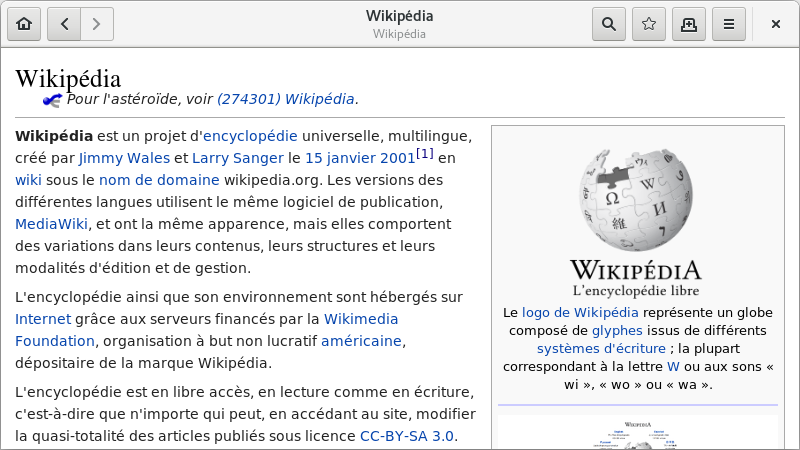 Wikipédia
Wikipédia
Wikipédia
Pour l'astéroïde, voir (274301) Wikipédia.
Wikipédia est un projet d'encyclopédie universelle, multilingue,
créé par Jimmy Wales et Larry Sanger le 15 janvier 2001[1] en
wiki sous le nom de domaine wikipedia.org. Les versions des
différentes langues utilisent le même logiciel de publication,
MediaWiki, et ont la même apparence, mais elles comportent
des variations dans leurs contenus, leurs structures et leurs
modalités d'édition et de gestion.
L'encyclopédie ainsi que son environnement sont hébergés sur
Internet grâce aux serveurs financés par la Wikimedia
Foundation, organisation à but non lucratif américaine,
dépositaire de la marque Wikipédia.
L'encyclopédie est en libre accès, en lecture comme en écriture,
c'est-à-dire que n'importe qui peut, en accédant au site, modifier
la quasi-totalité des articles publiés sous licence CC-BY-SA 3.0.
Ω W
維 И
WIKIPÉDIA
L'encyclopédie libre
Le logo de Wikipédia représente un globe
composé de glyphes issus de différents
systèmes d'écriture ; la plupart
correspondant à la lettre W ou aux sons «
wi », « wo » ou « wa ».
WIKIPEDIA